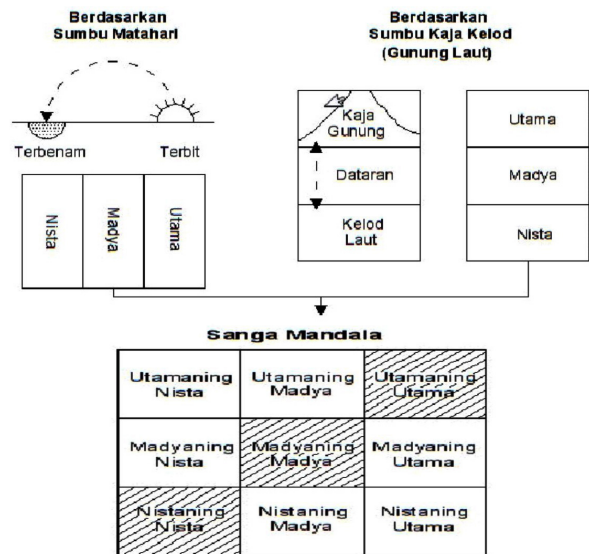 Berdasarkan
Sumbu Matahari
Berdasarkan
Sumbu Kaja Kelod
(Gunung Laut)
Terbenam
Terbit
Nista
Madya
Utama
Kaja
Gunung
Dataran
Kelod
Laut
Utama
Madya
Nista
Sanga Mandala
Utamaning
Nista
Utamaning
Madya
Utamaning
Utama
Madyaning
Nista
Madyaning
Madya
Madyaning
Utama
Nistaning
Nista
Nistaning
Madya
Nistaning
Utama